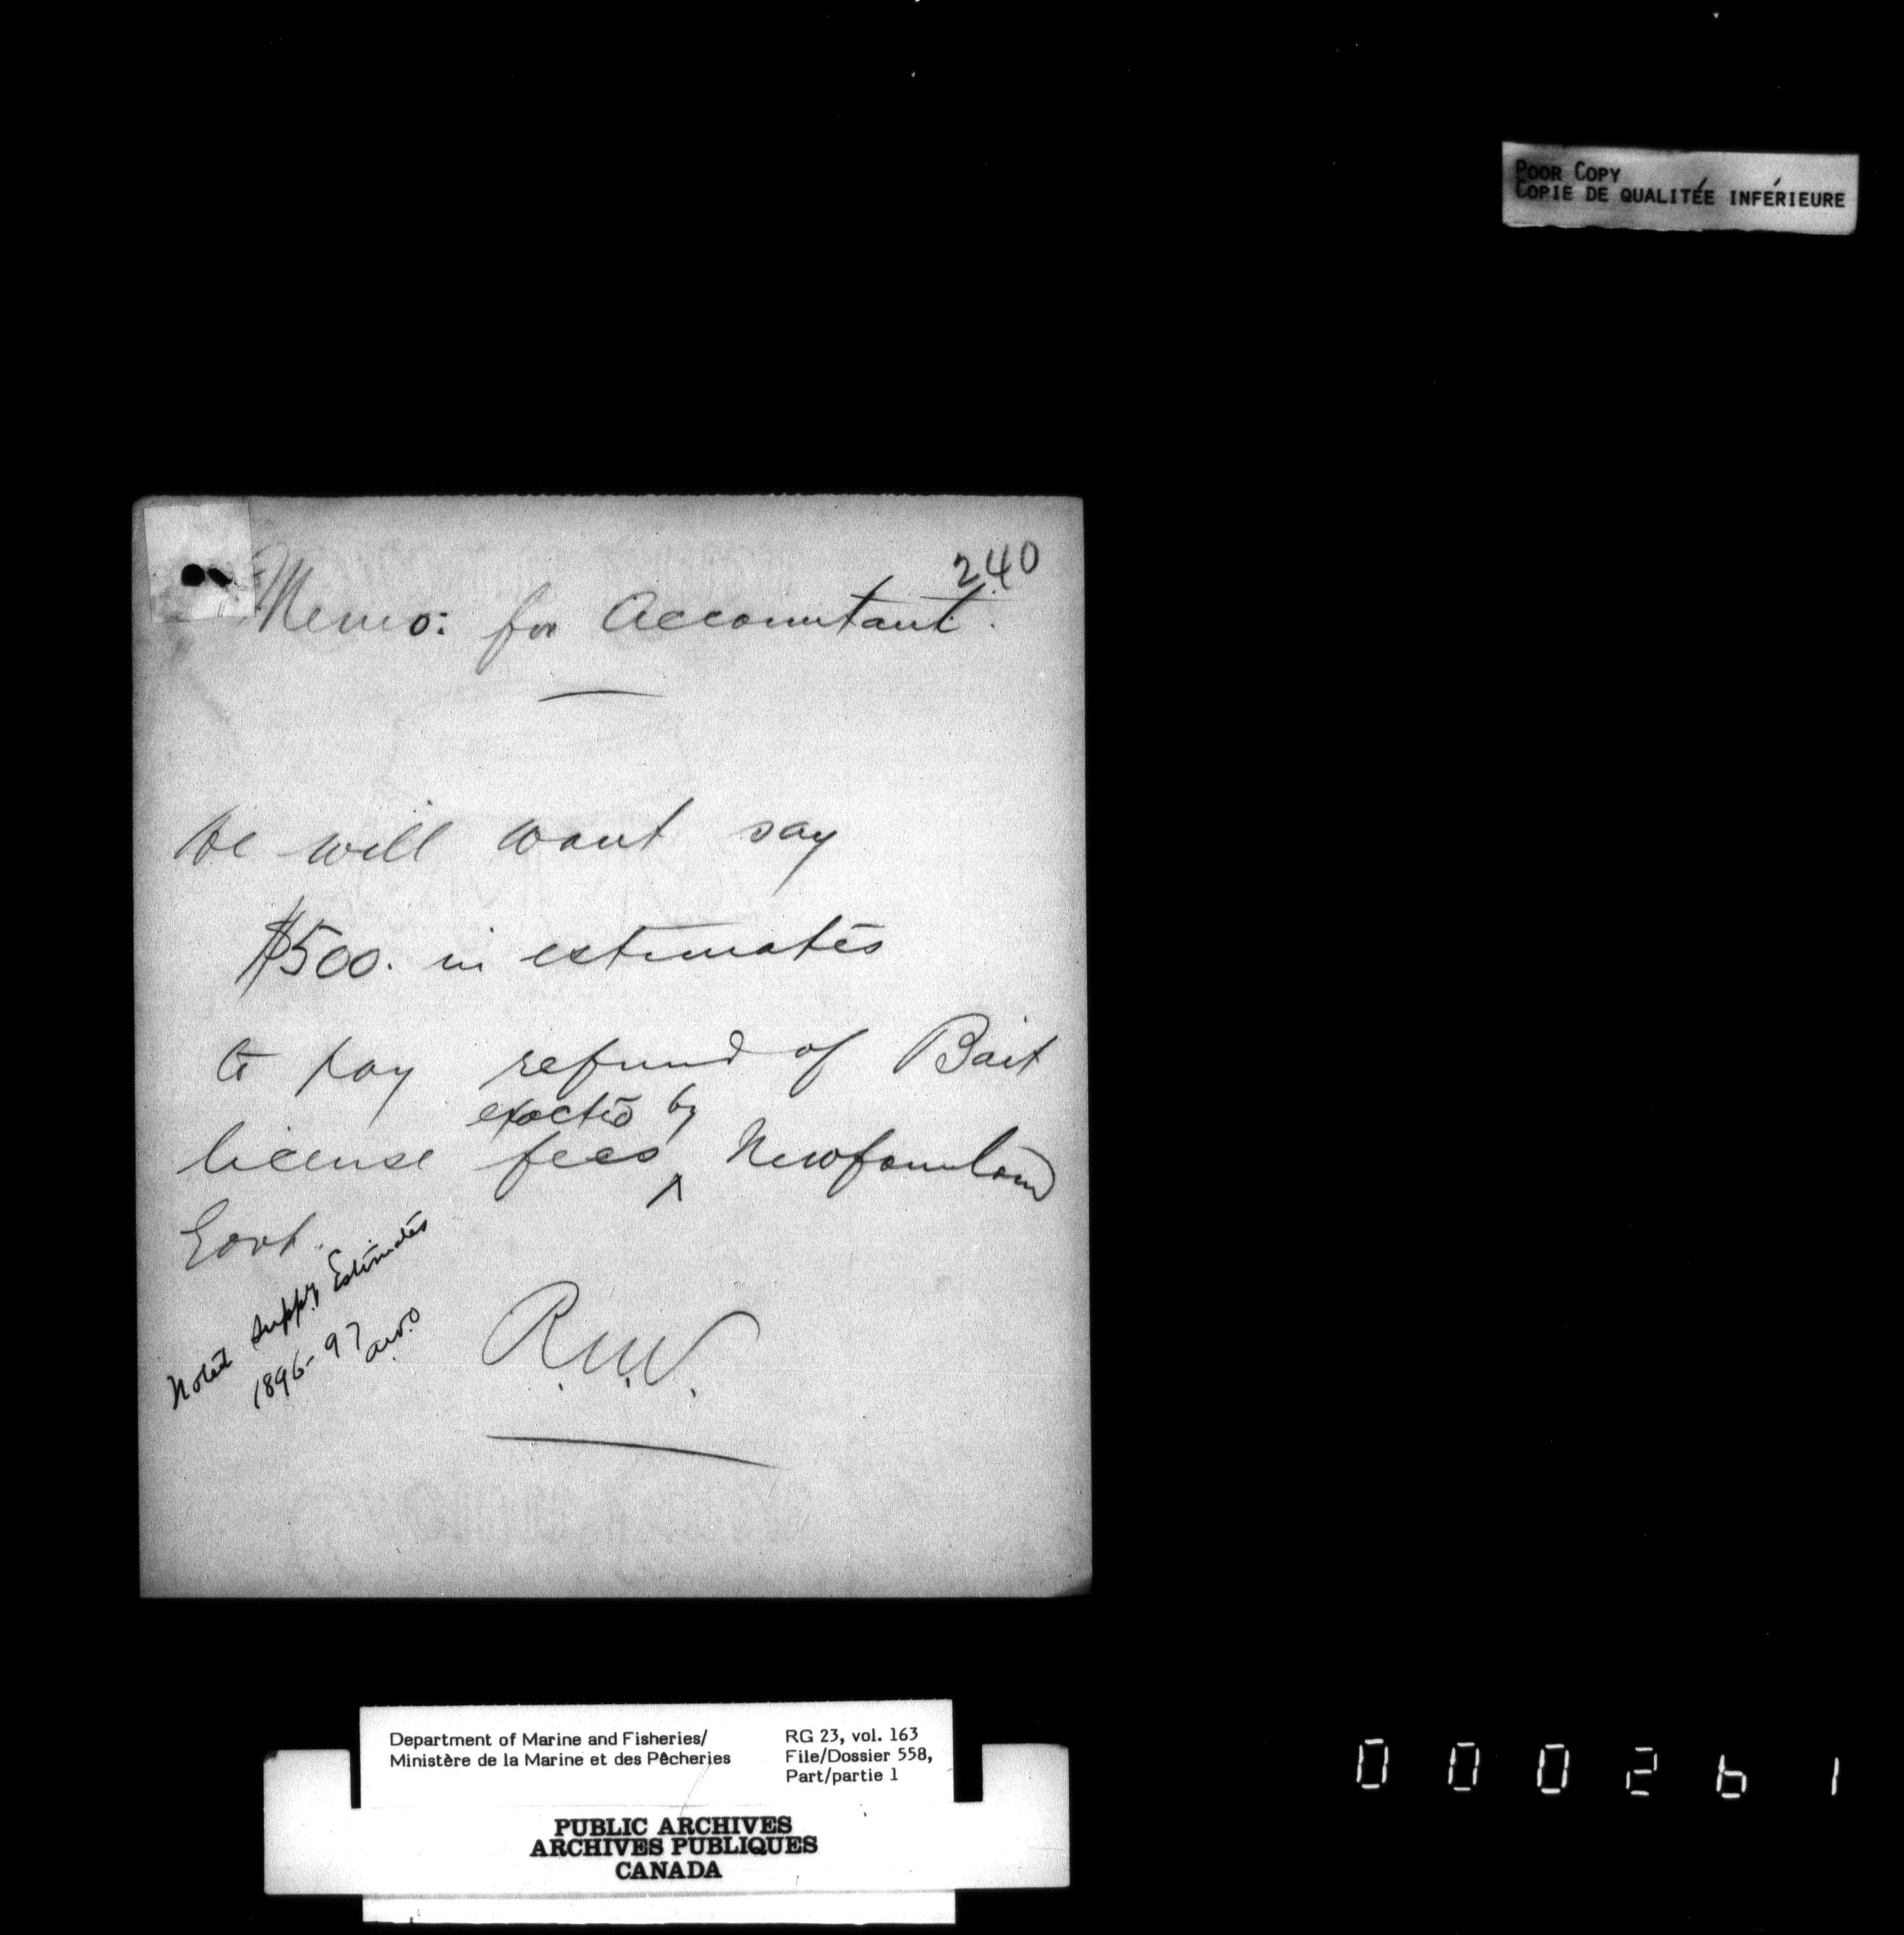 POOR COPY
COPIE DE QUALITÉE INFÉRIEURE
240
Memo: for Accountant.
We will want say
$500. in estimates
to pay refund of Bait
exacted by
license fees ^ Newfoundland
Govt.
Noted Suppy Estimates
1896-97
R.N.V.
Department of Marine and Fisheries/
Ministère de la Marine et des Pêcheries
RG 23, vol. 163
File/Dossier 558,
Part/partie 1
PUBLIC ARCHIVES
ARCHIVES PUBLIQUES
CANADA
000261